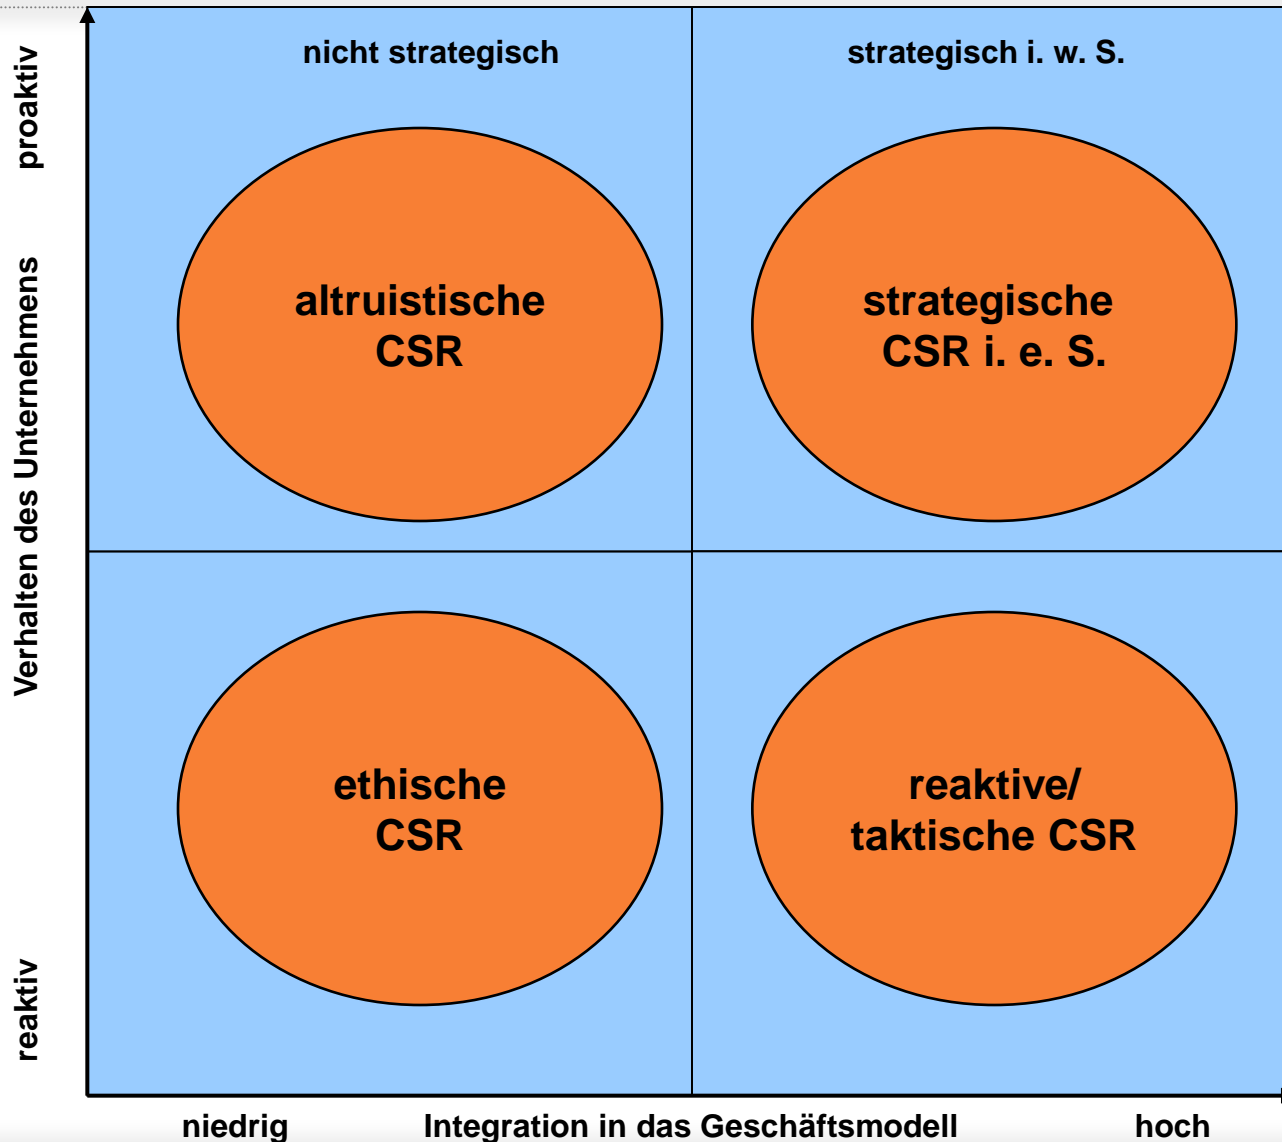 nicht strategisch
strategisch i. w. S.
proaktiv
Verhalten des Unternehmens
reaktiv
altruistische
CSR
strategische
CSR i. e. S.
ethische
CSR
reaktive/
taktische CSR
niedrig
Integration in das Geschäftsmodell
hoch